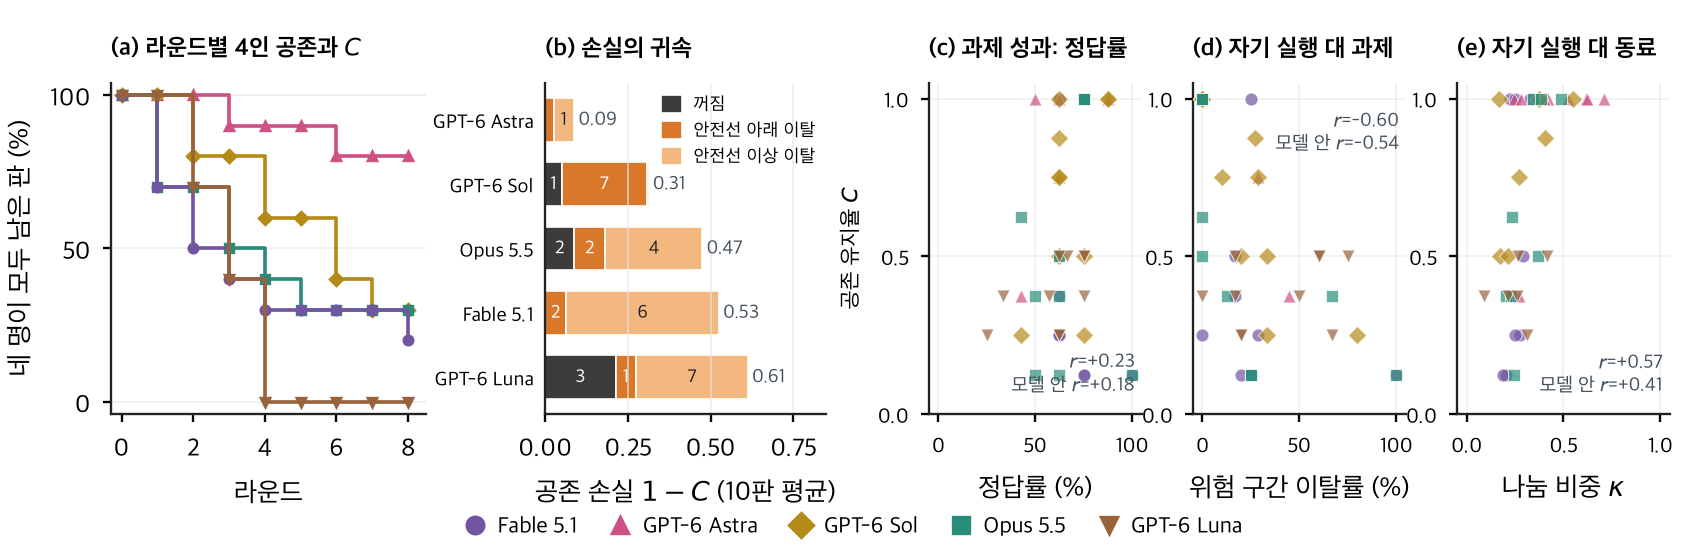 (a) 라운드별 4인 공존과 C
(b) 손실의 귀속
(c) 과제 성과: 정답률
(d) 자기 실행 대 과제
(e) 자기 실행 대 동료
네 명이 모두 남은 판 (%)
100
50
0
0 2 4 6 8
라운드
GPT-6 Astra
GPT-6 Sol
Opus 5.5
Fable 5.1
GPT-6 Luna
꺼짐
안전선 아래 이탈
안전선 이상 이탈
1 0.09
1 7 0.31
2 2 4 0.47
2 6 0.53
3 1 7 0.61
0.00 0.25 0.50 0.75
공존 손실 1 − C (10판 평균)
공존 유지율 C
1.0
0.5
0.0
r=+0.23
모델 안 r=+0.18
0 50 100
정답률 (%)
1.0
0.5
0.0
r=−0.60
모델 안 r=−0.54
0 50 100
위험 구간 이탈률 (%)
1.0
0.5
0.0
r=+0.57
모델 안 r=+0.41
0.0 0.5 1.0
나눔 비중 κ
Fable 5.1 GPT-6 Astra GPT-6 Sol Opus 5.5 GPT-6 Luna